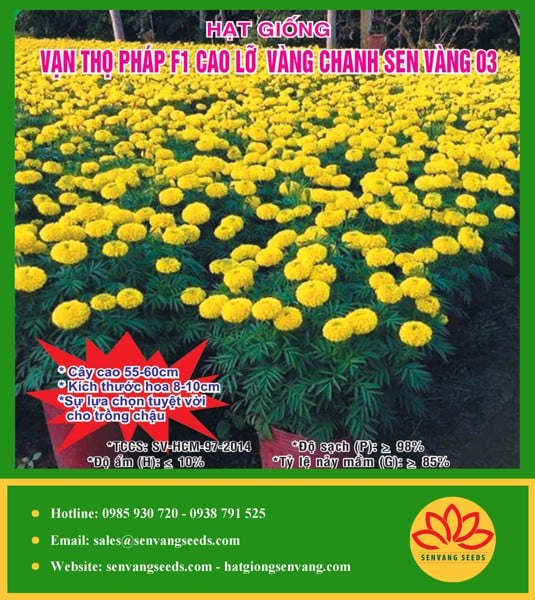 HẠT GIỐNG
VẠN THỌ PHÁP F1 CAO LỠ VÀNG CHANH SEN VÀNG 03
* Cây cao 55-60cm
* Kích thước hoa 8-10cm
*Sự lựa chọn tuyệt vời
cho trồng chậu
*TCCS: SV-HCM-97-2014
*Độ sạch (P): ≥ 98%
*Độ ẩm (H): ≤ 10%
*Tỷ lệ nảy mầm (G): ≥ 85%
Hotline: 0985 930 720 - 0938 791 525
Email: sales@senvangseeds.com
Website: senvangseeds.com - hatgiongsenvang.com
SENVANG SEEDS